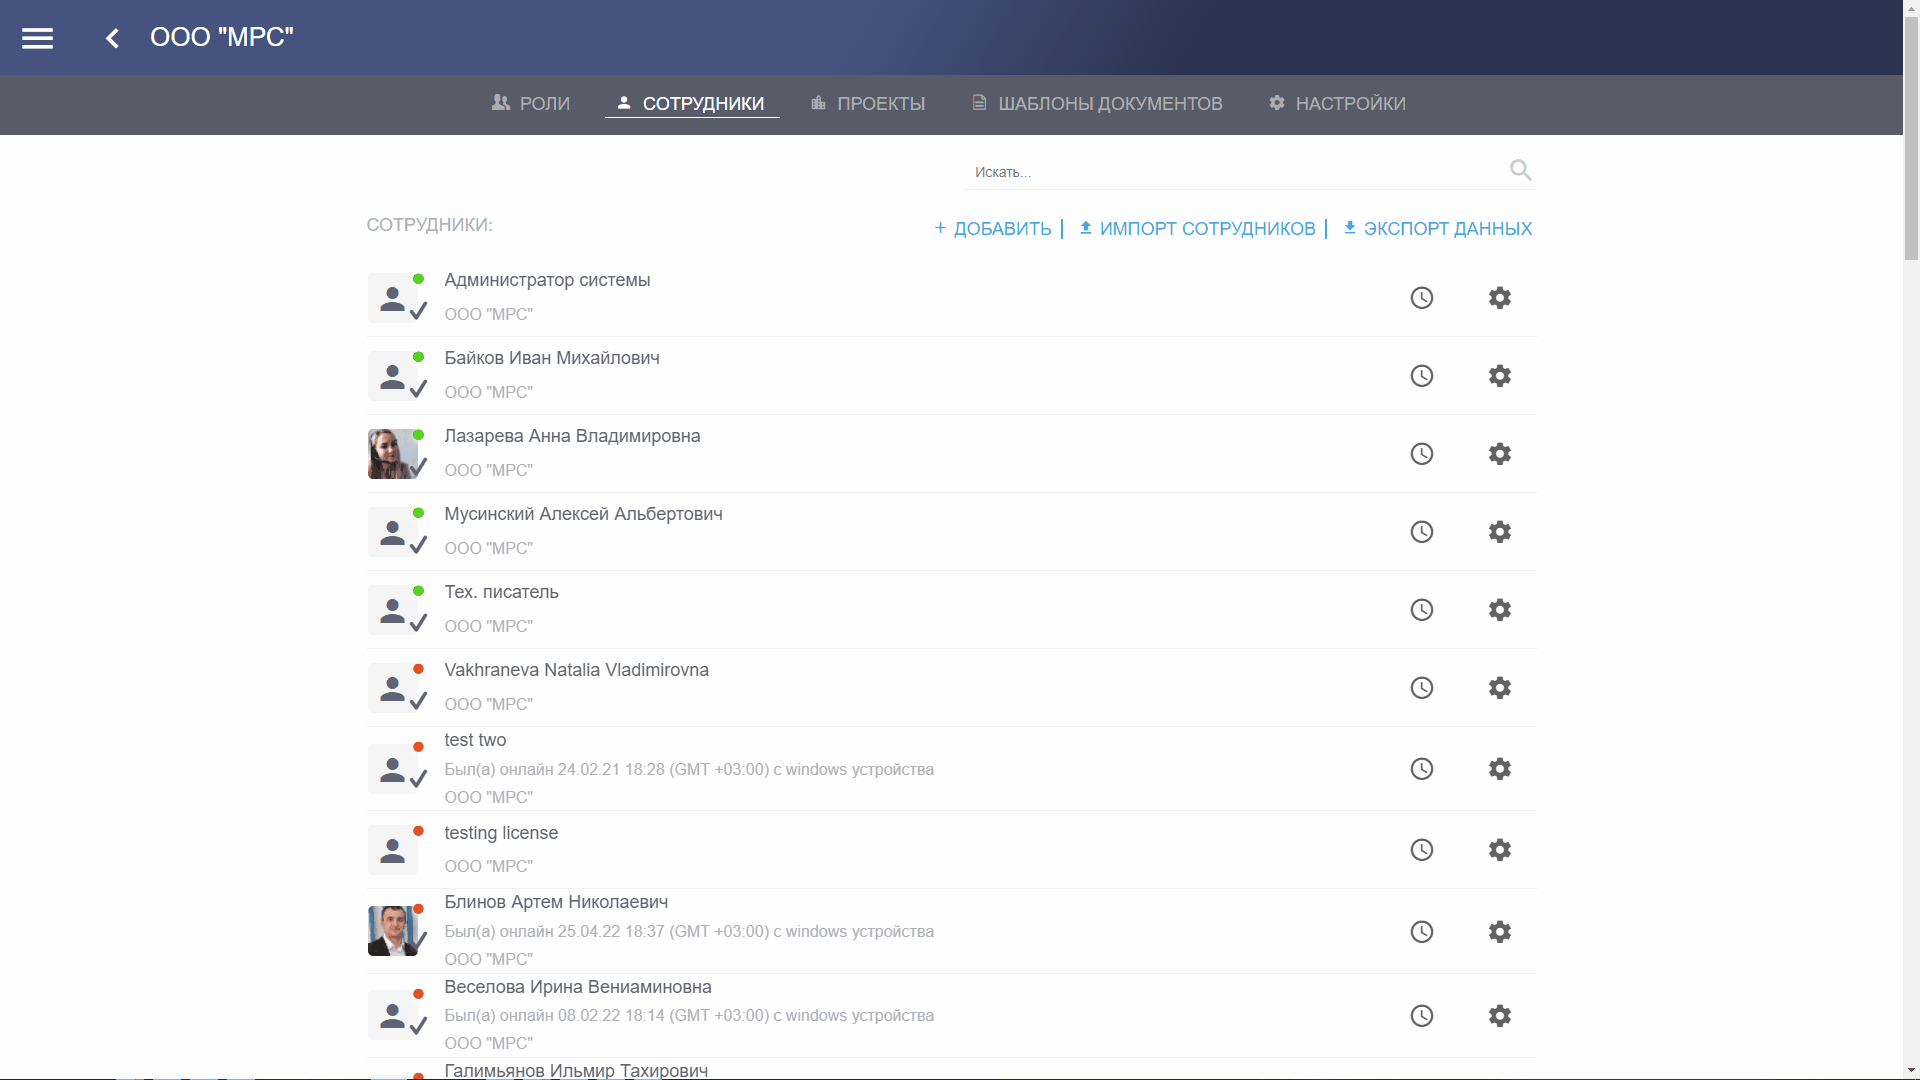 ООО "МРС"
РОЛИ СОТРУДНИКИ ПРОЕКТЫ ШАБЛОНЫ ДОКУМЕНТОВ НАСТРОЙКИ
Искать...
СОТРУДНИКИ:
+ ДОБАВИТЬ | ИМПОРТ СОТРУДНИКОВ | ЭКСПОРТ ДАННЫХ
Администратор системы
ООО "МРС"
Байков Иван Михайлович
ООО "МРС"
Лазарева Анна Владимировна
ООО "МРС"
Мусинский Алексей Альбертович
ООО "МРС"
Тех. писатель
ООО "МРС"
Vakhraneva Natalia Vladimirovna
ООО "МРС"
test two
Был(а) онлайн 24.02.21 18:28 (GMT +03:00) с windows устройства
ООО "МРС"
testing license
ООО "МРС"
Блинов Артем Николаевич
Был(а) онлайн 25.04.22 18:37 (GMT +03:00) с windows устройства
ООО "МРС"
Веселова Ирина Вениаминовна
Был(а) онлайн 08.02.22 18:14 (GMT +03:00) с windows устройства
ООО "МРС"
Галимьянов Ильмир Тахирович